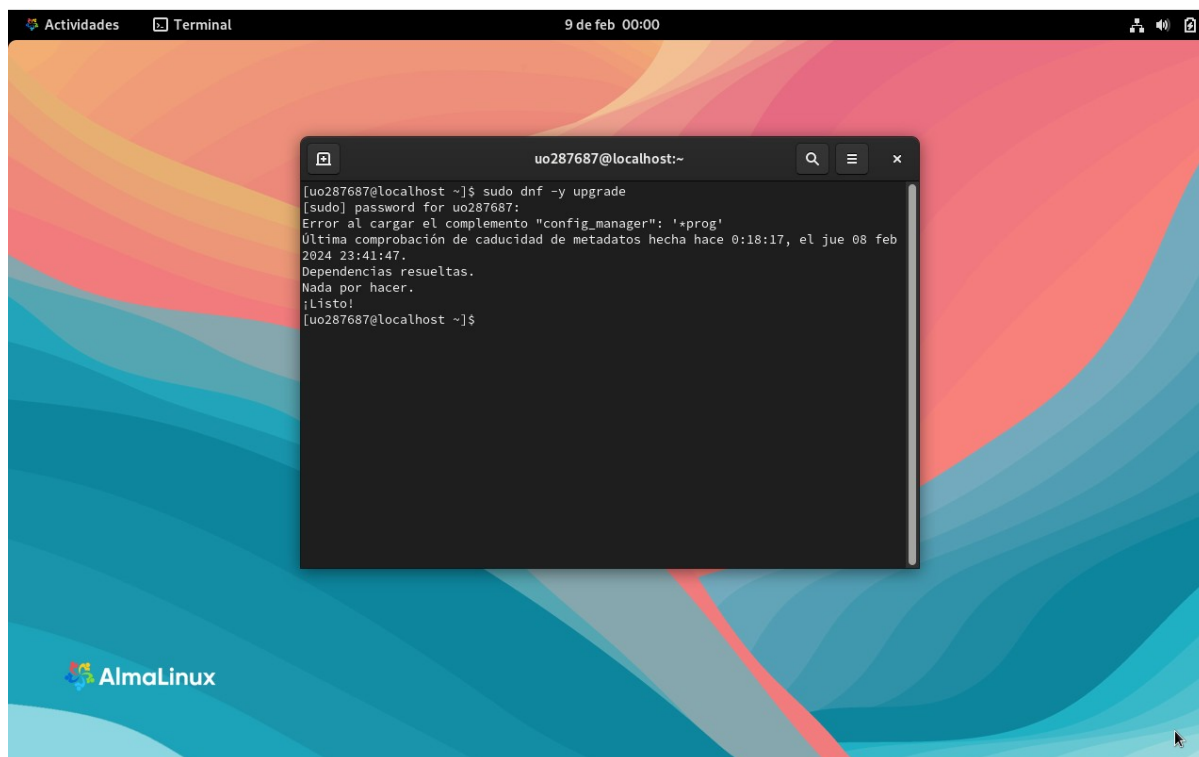 Actividades Terminal 9 de feb 00:00
uo287687@localhost:~
[uo287687@localhost ~]$ sudo dnf -y upgrade
[sudo] password for uo287687:
Error al cargar el complemento "config_manager": '*prog'
Última comprobación de caducidad de metadatos hecha hace 0:18:17, el jue 08 feb
2024 23:41:47.
Dependencias resueltas.
Nada por hacer.
¡Listo!
[uo287687@localhost ~]$
AlmaLinux